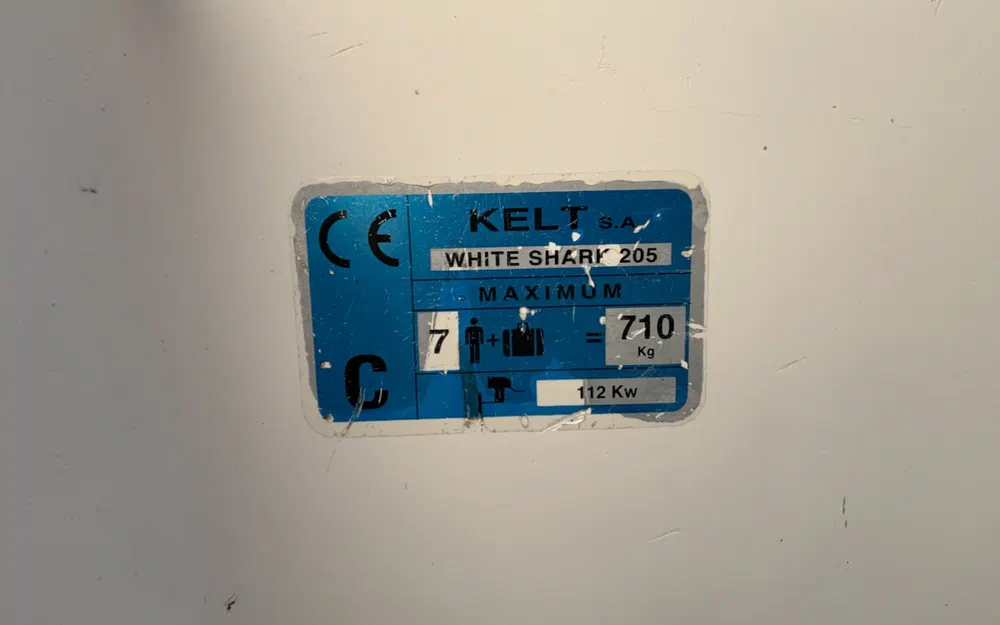 CE
KELT S.A
WHITE SHARK 205
MAXIMUM
7 + = 710
Kg
C
112 Kw